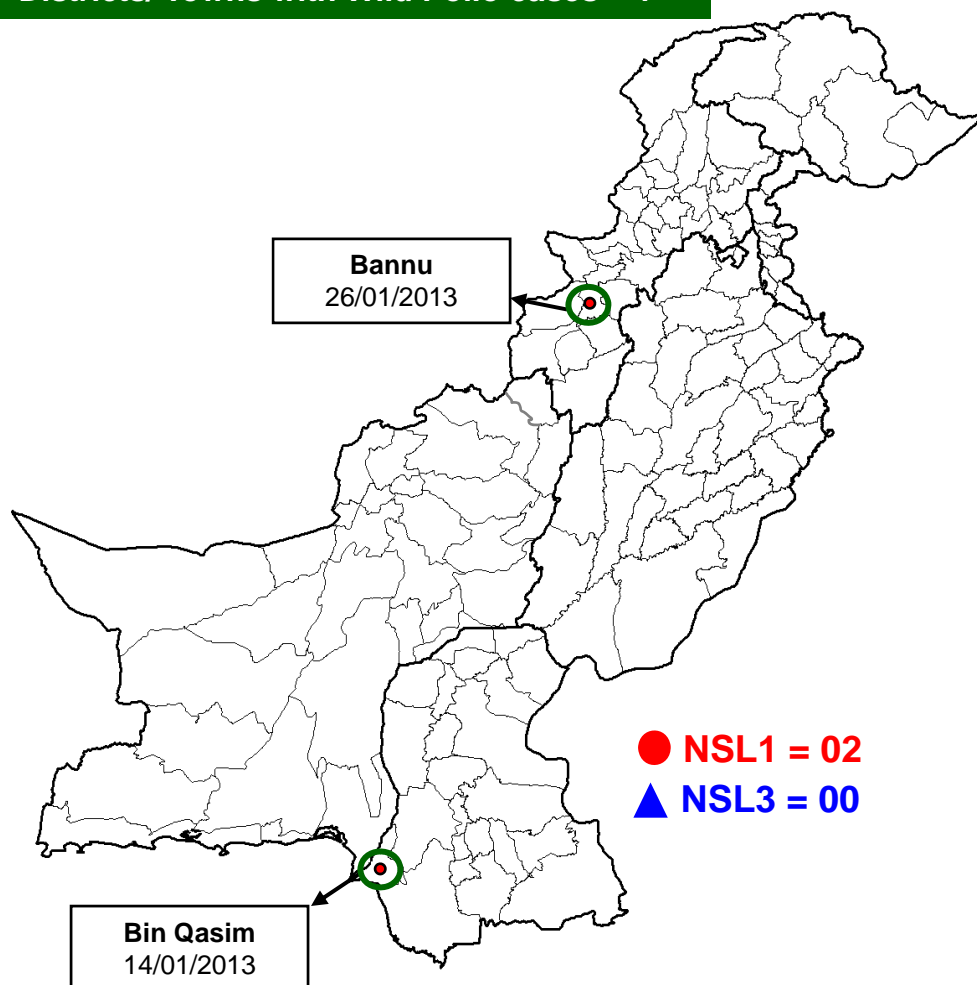 Bannu
26/01/2013
NSL1 = 02
NSL3 = 00
Bin Qasim
14/01/2013